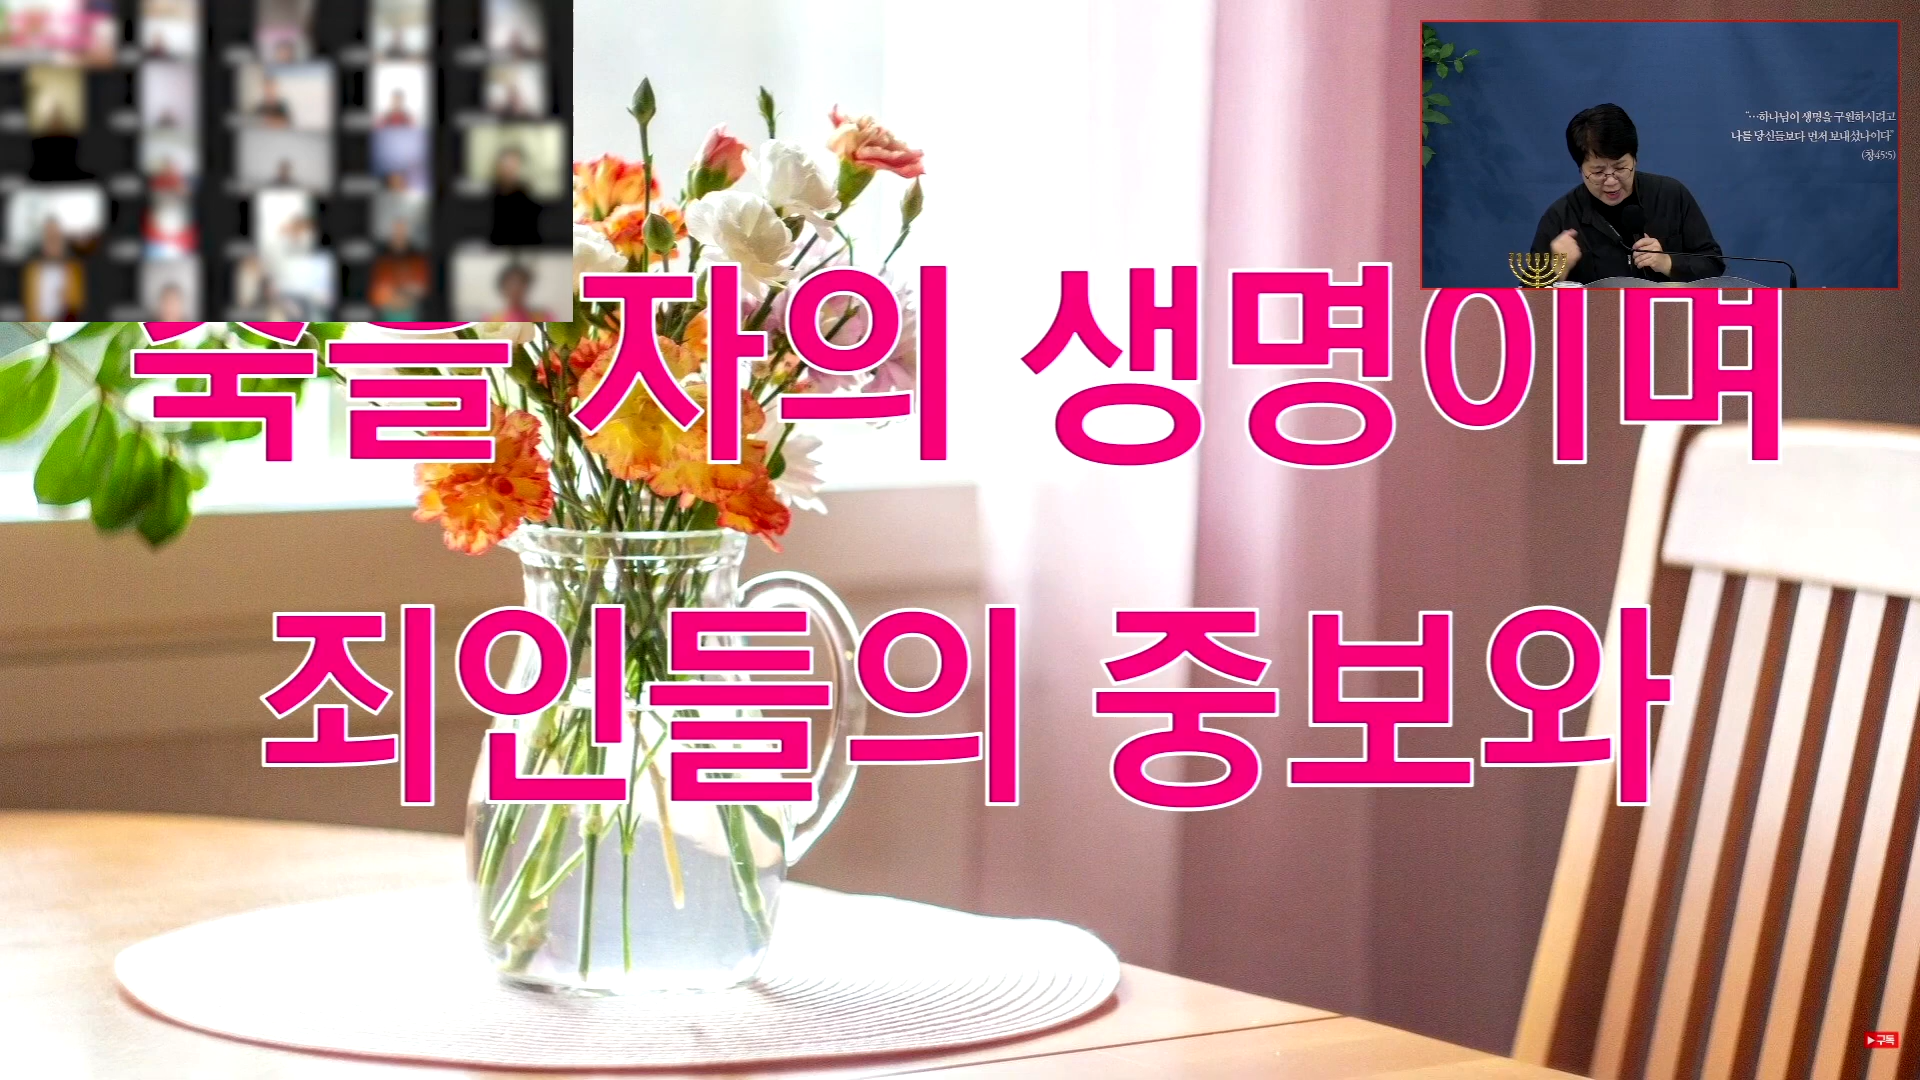 "…하나님이 생명을 구원하시려고
나를 당신들보다 먼저 보내셨나이다"
(창45:5)
죽을 자의 생명이며
죄인들의 중보와
구독